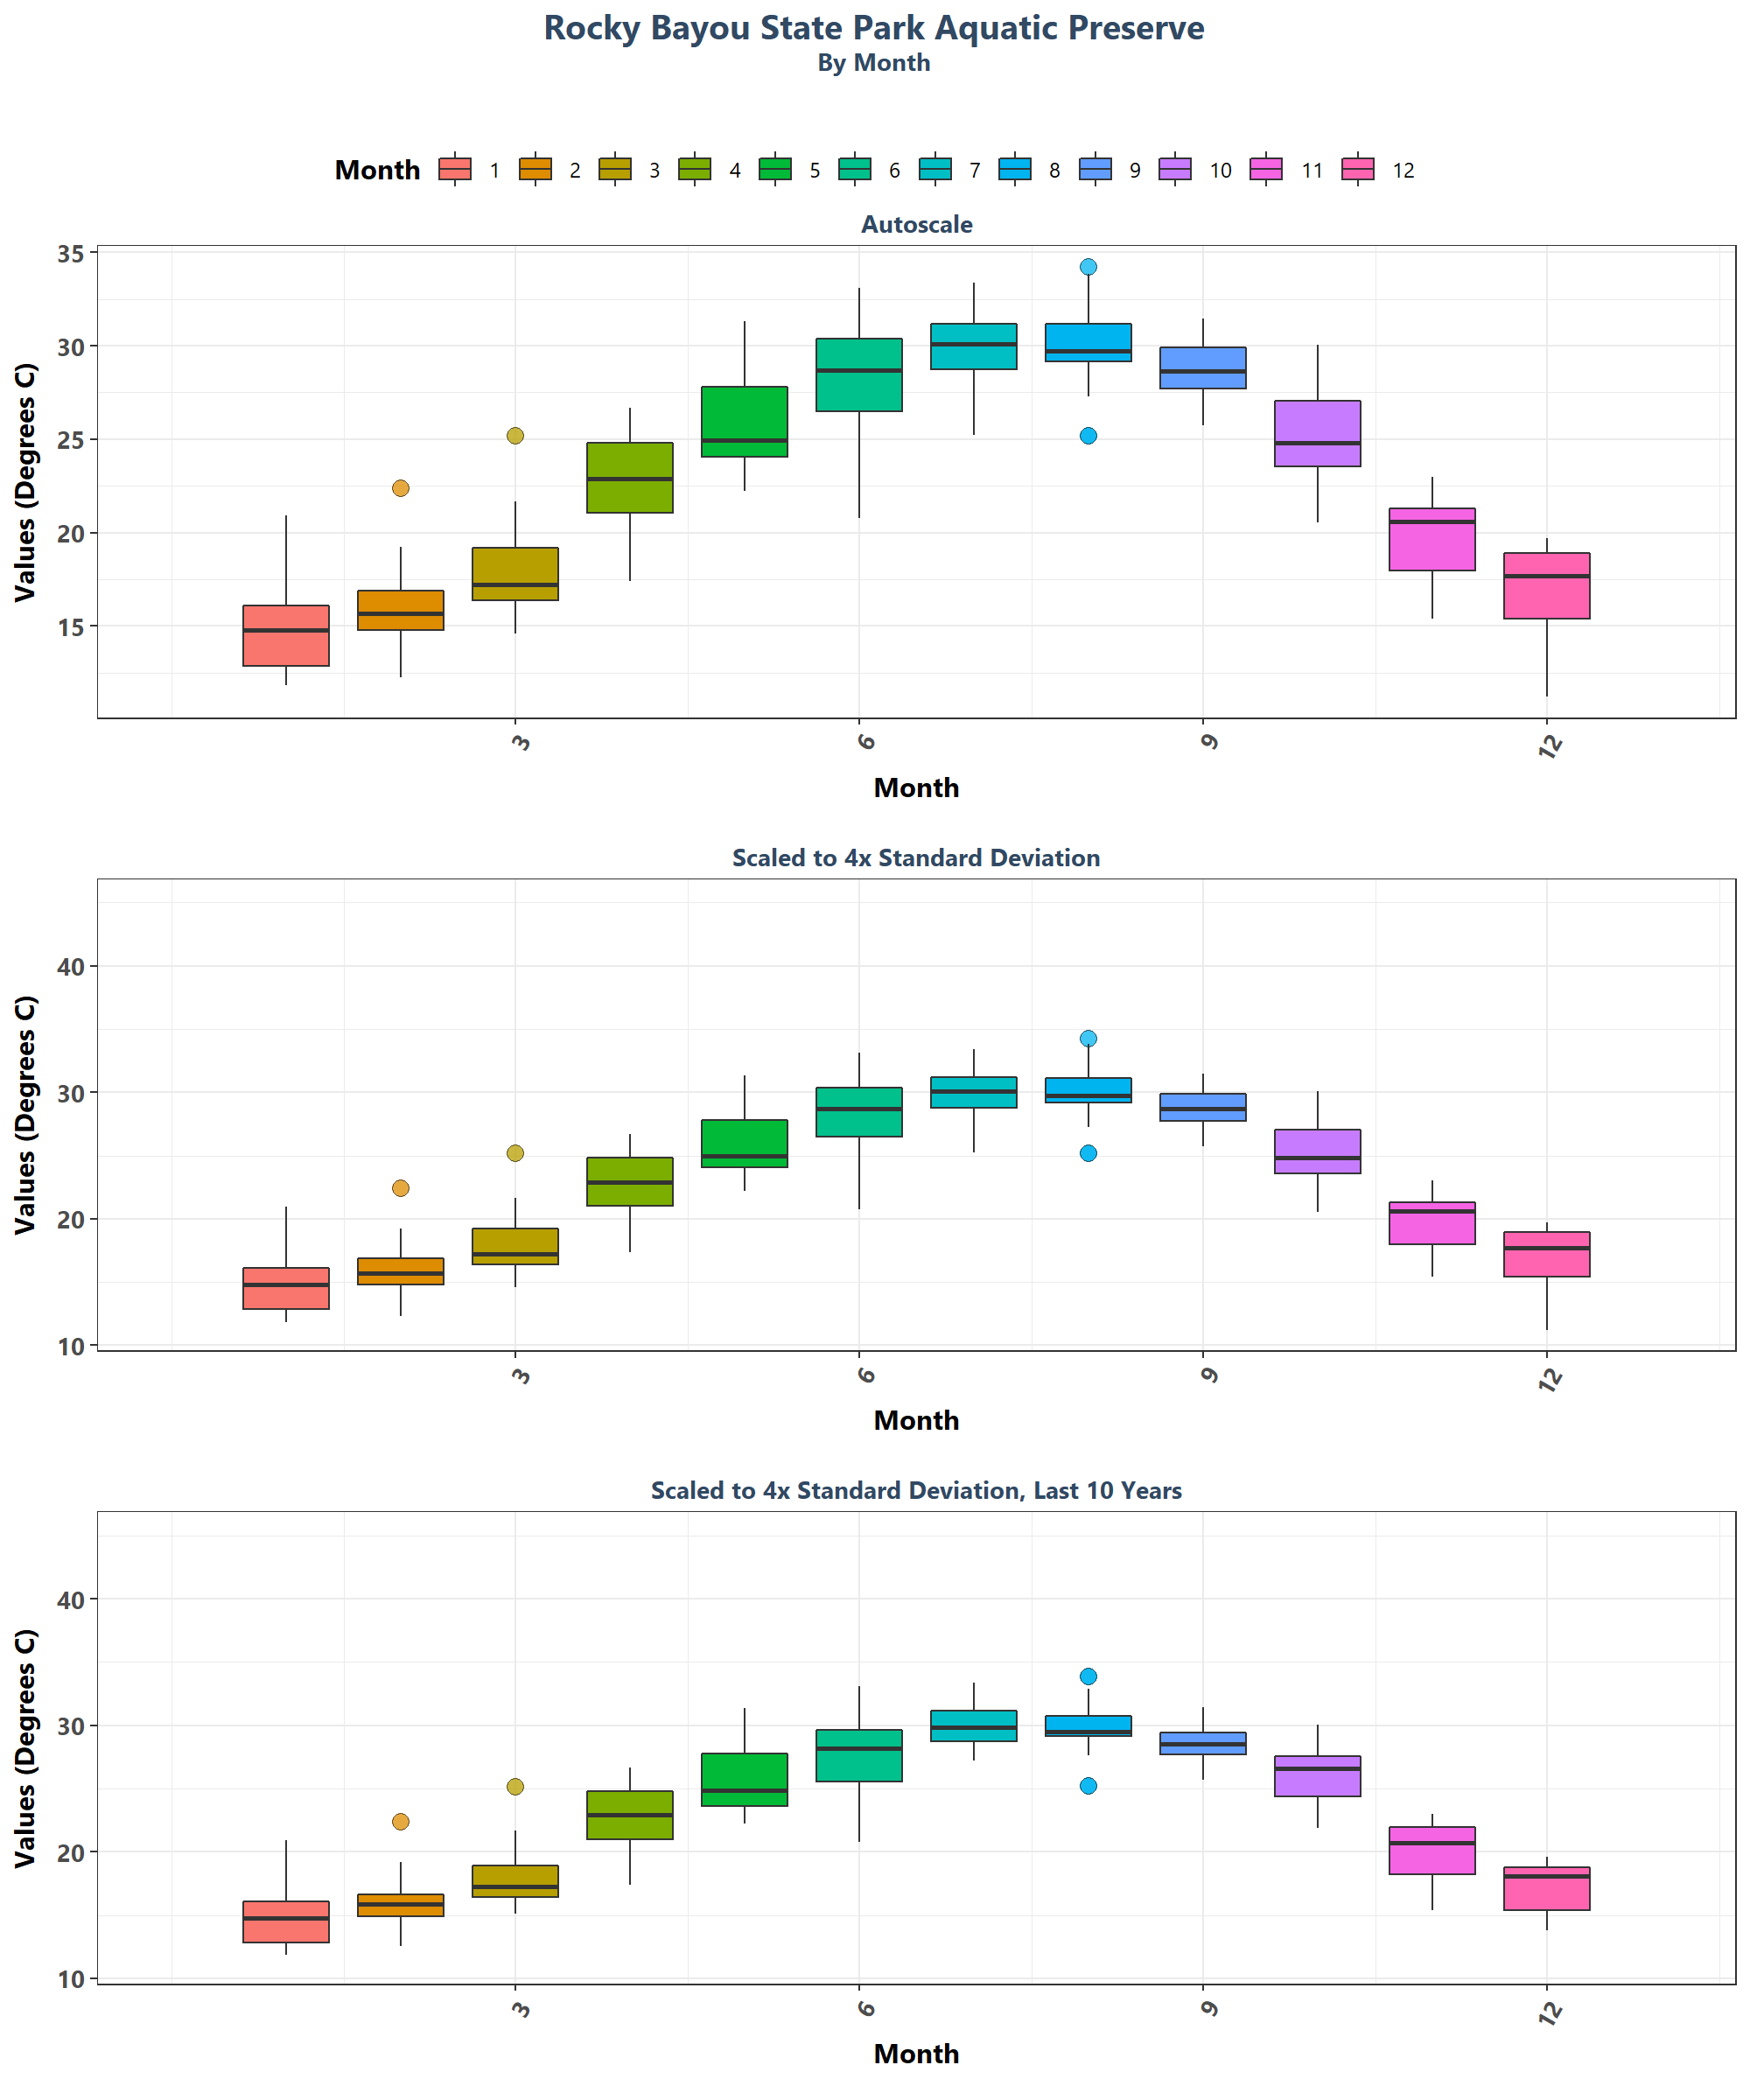 Rocky Bayou State Park Aquatic Preserve
By Month
Month 1 2 3 4 5 6 7 8 9 10 11 12
Autoscale
Values (Degrees C)
35
30
25
20
15
3 6 9 12
Month
Scaled to 4x Standard Deviation
Values (Degrees C)
40
30
20
10
3 6 9 12
Month
Scaled to 4x Standard Deviation, Last 10 Years
Values (Degrees C)
40
30
20
10
3 6 9 12
Month